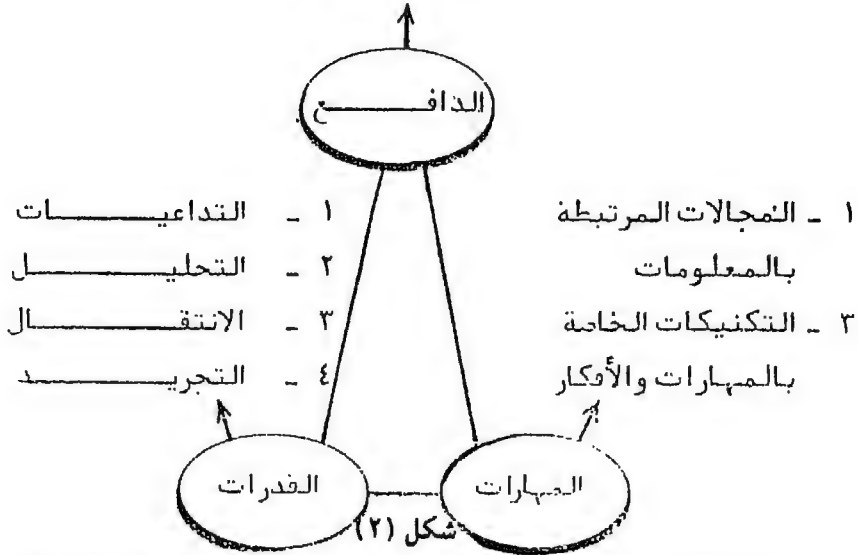 الدافع
١ - المجالات المرتبطة
بالمعلومات
٣ - التكنيكات الخاصة
بالمهارات والأفكار
١ - التداعيات
٢ - التحليل
٣ - الانتقال
٤ - التجريد
المهارات
القدرات
شكل (٢)